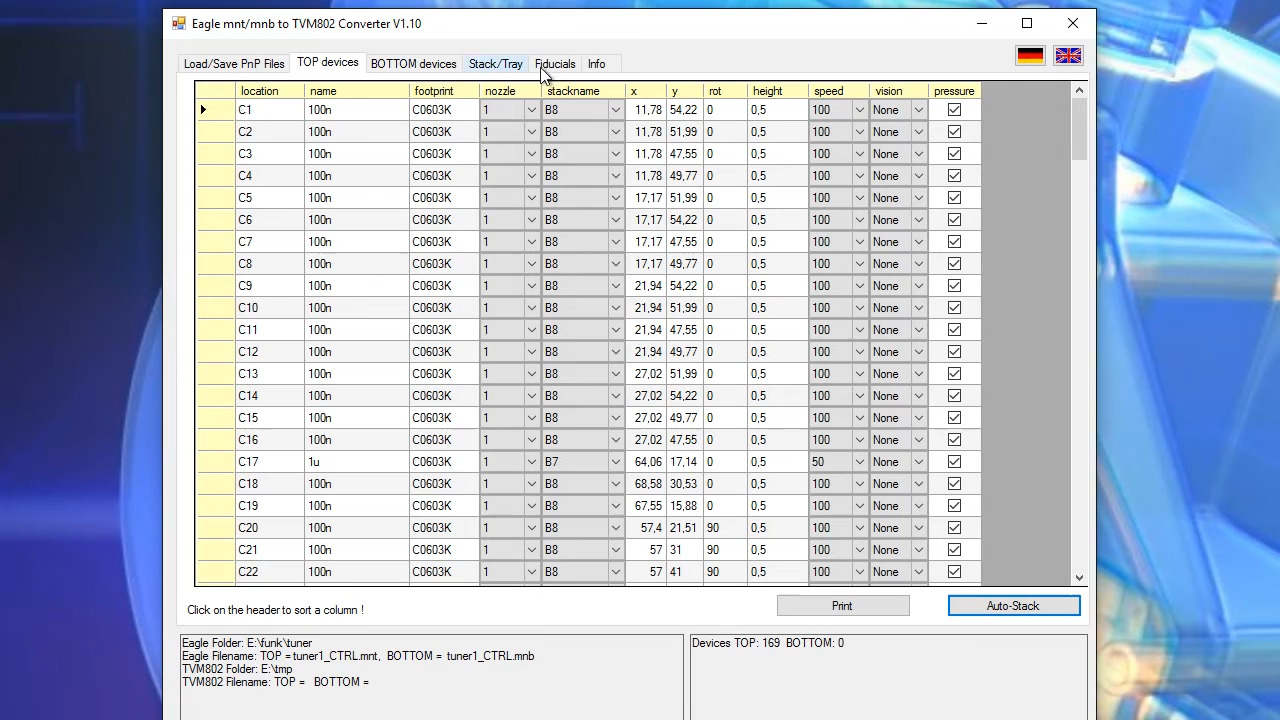 Eagle mnt/mnb to TVM802 Converter V1.10
Load/Save PnP Files TOP devi BOTTOM devices Stack/Tray Fiducials Info
location name footprint nozzle stackname x y rot height speed vision pressure
C1 100n C0603K 1 B8 11,78 54,22 0 0,5 100 None
C2 100n C0603K 1 B8 11,78 51,99 0 0,5 100 None
C3 100n C0603K 1 B8 11,78 47,55 0 0,5 100 None
C4 100n C0603K 1 B8 11,78 49,77 0 0,5 100 None
C5 100n C0603K 1 B8 17,17 51,99 0 0,5 100 None
C6 100n C0603K 1 B8 17,17 54,22 0 0,5 100 None
C7 100n C0603K 1 B8 17,17 47,55 0 0,5 100 None
C8 100n C0603K 1 B8 17,17 49,77 0 0,5 100 None
C9 100n C0603K 1 B8 21,94 54,22 0 0,5 100 None
C10 100n C0603K 1 B8 21,94 51,99 0 0,5 100 None
C11 100n C0603K 1 B8 21,94 47,55 0 0,5 100 None
C12 100n C0603K 1 B8 21,94 49,77 0 0,5 100 None
C13 100n C0603K 1 B8 27,02 51,99 0 0,5 100 None
C14 100n C0603K 1 B8 27,02 54,22 0 0,5 100 None
C15 100n C0603K 1 B8 27,02 49,77 0 0,5 100 None
C16 100n C0603K 1 B8 27,02 47,55 0 0,5 100 None
C17 1u C0603K 1 B7 64,06 17,14 0 0,5 50 None
C18 100n C0603K 1 B8 68,58 30,53 0 0,5 100 None
C19 100n C0603K 1 B8 67,55 15,88 0 0,5 100 None
C20 100n C0603K 1 B8 57,4 21,51 90 0,5 100 None
C21 100n C0603K 1 B8 57 31 90 0,5 100 None
C22 100n C0603K 1 B8 57 41 90 0,5 100 None
Click on the header to sort a column !
Print
Auto-Stack
Eagle Folder: E:\funk\tuner
Eagle Filename: TOP = tuner1_CTRL.mnt, BOTTOM = tuner1_CTRL.mnb
TVM802 Folder: E:\tmp
TVM802 Filename: TOP = BOTTOM =
Devices TOP: 169 BOTTOM: 0